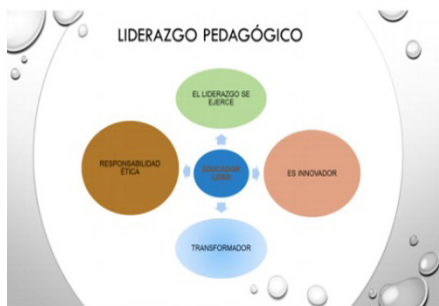 LIDERAZGO PEDAGÓGICO
EL LIDERAZGO SE
EJERCE
RESPONSABILIDAD
ÉTICA
ES INNOVADOR
TRANSFORMADOR